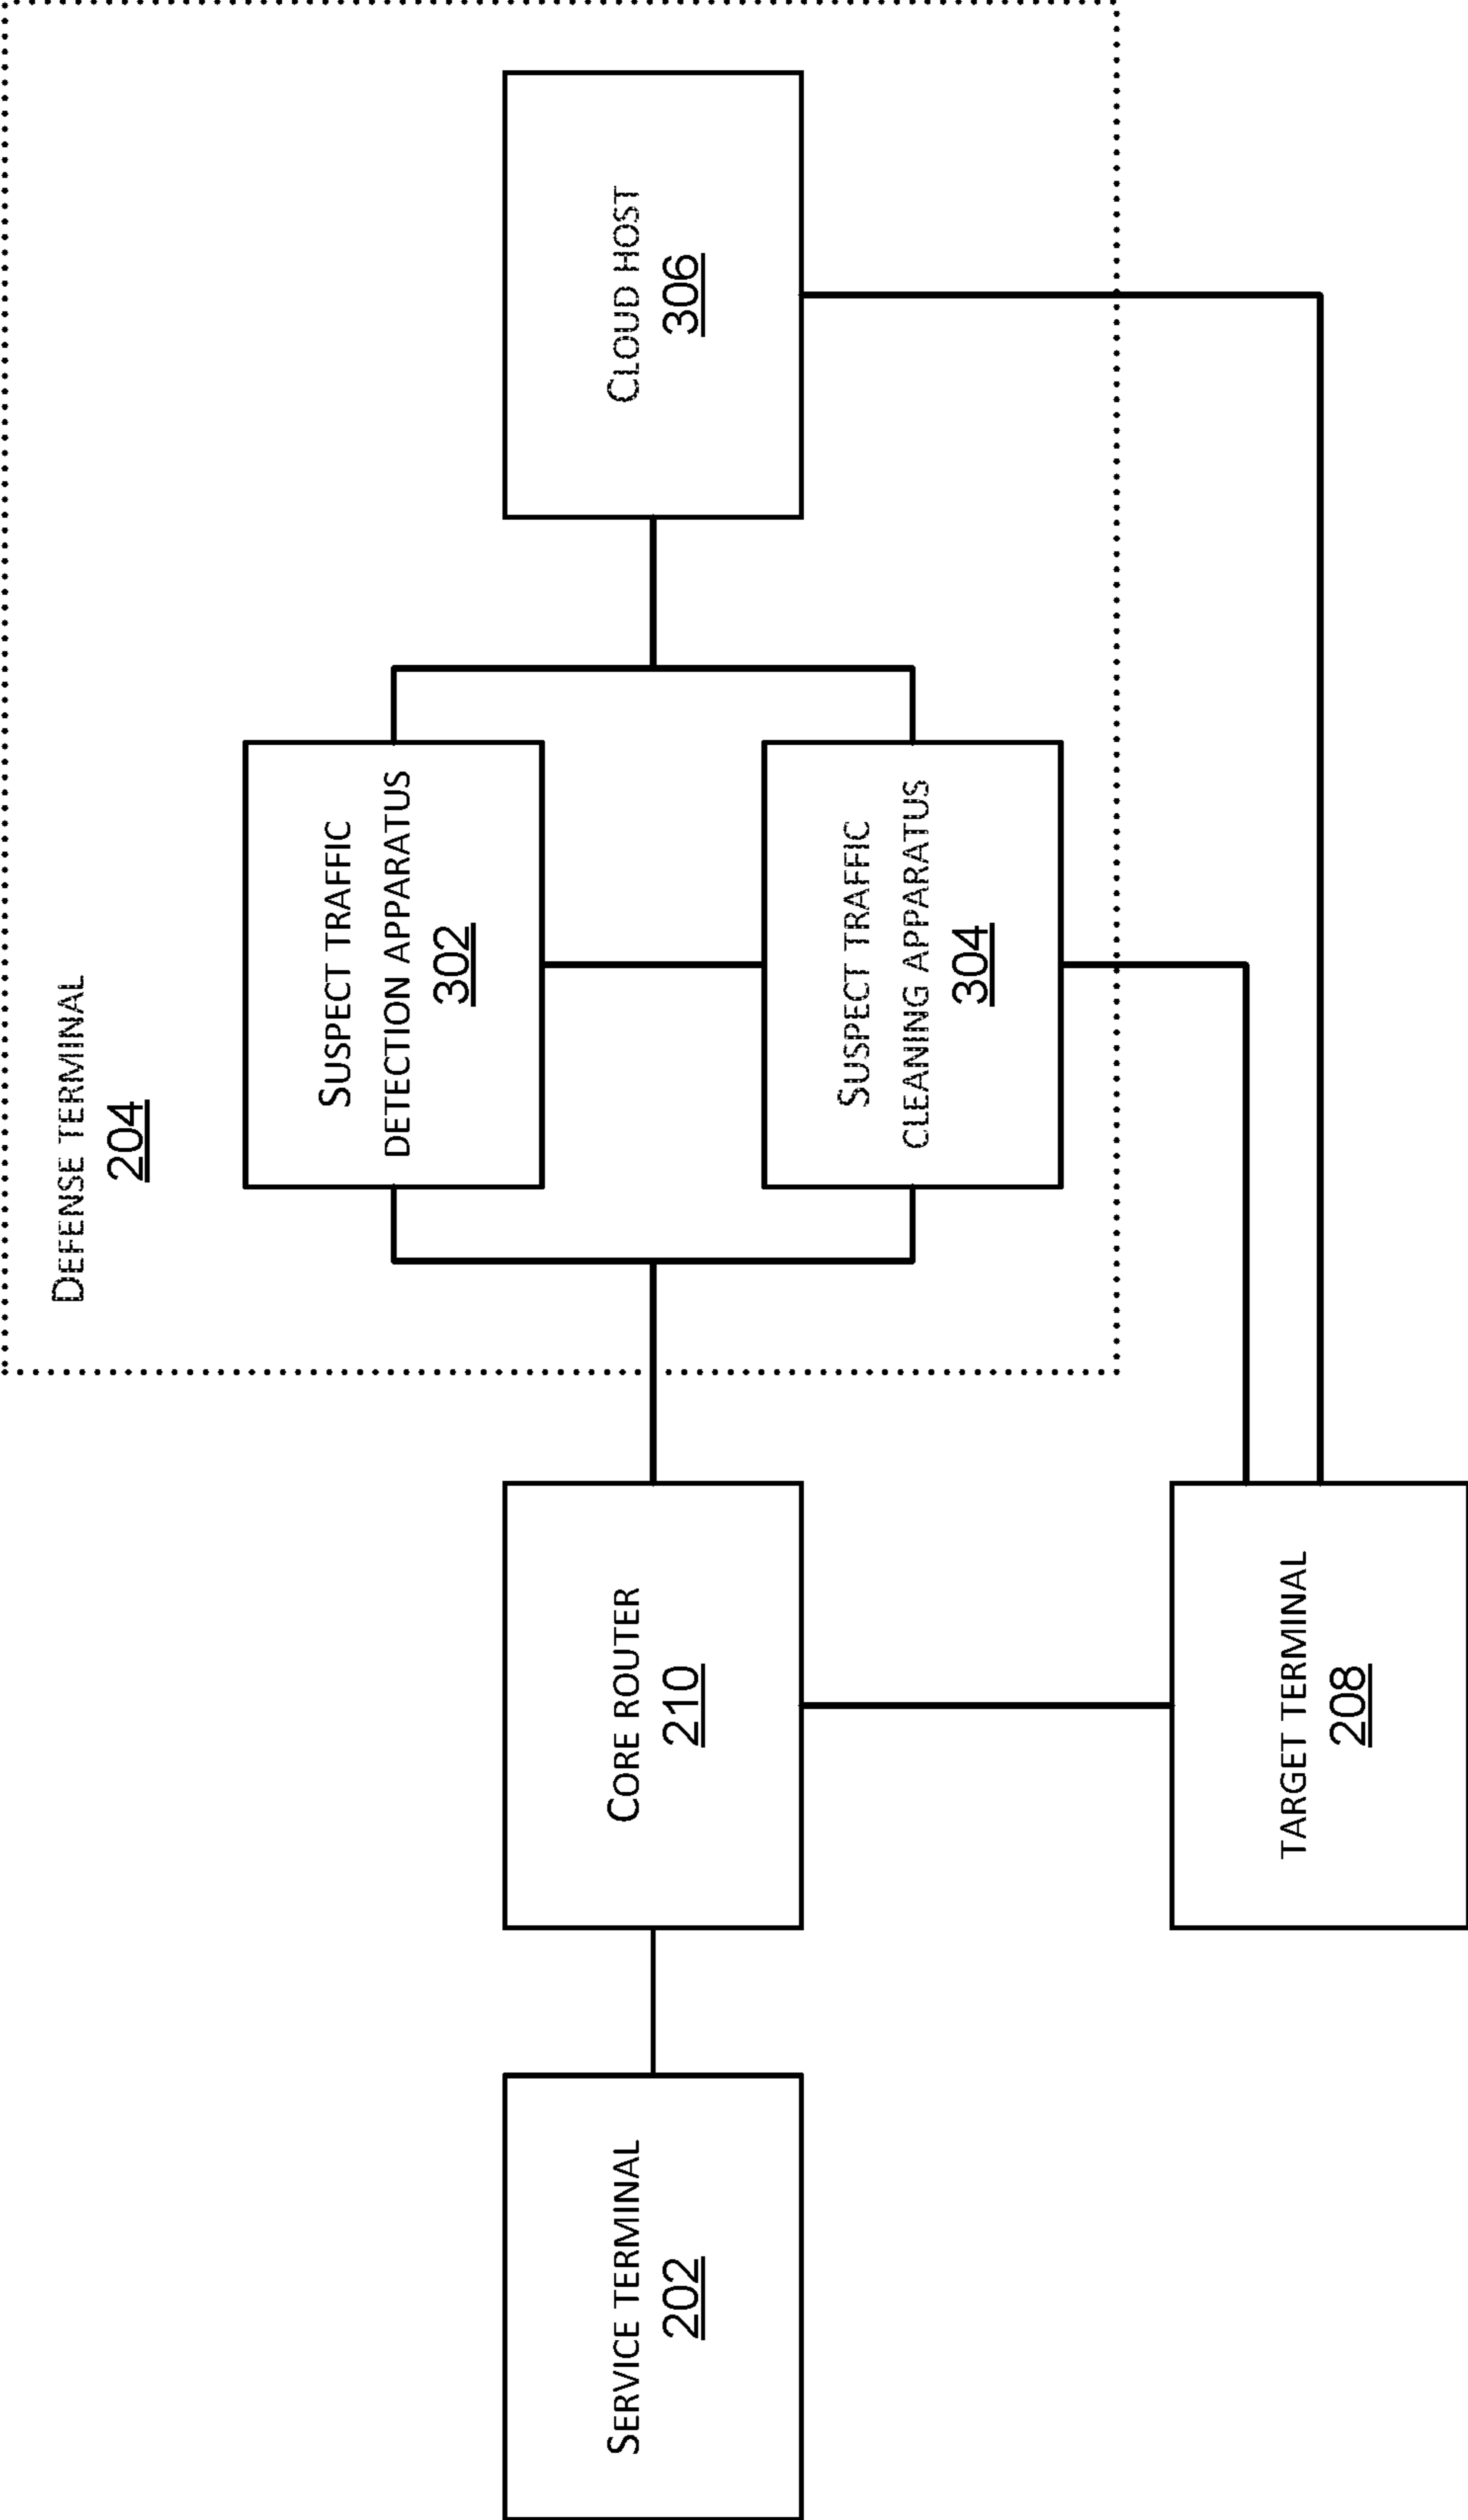 DEFENSE TERMINAL
204
SUSPECT TRAFFIC
DETECTION APPARATUS
302
SERVICE TERMINAL
202
CORE ROUTER
210
CLOUD HOST
306
SUSPECT TRAFFIC
CLEANING APPARATUS
304
TARGET TERMINAL
208